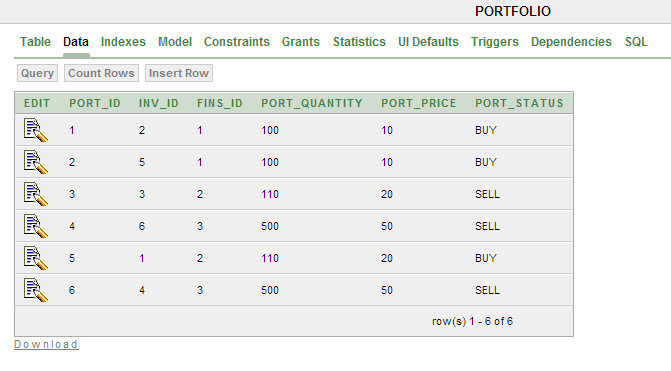 PORTFOLIO
Table Data Indexes Model Constraints Grants Statistics UI Defaults Triggers Dependencies SQL
Query Count Rows Insert Row
EDIT PORT_ID INV_ID FINS_ID PORT_QUANTITY PORT_PRICE PORT_STATUS
1 2 1 100 10 BUY
2 5 1 100 10 BUY
3 3 2 110 20 SELL
4 6 3 500 50 SELL
5 1 2 110 20 BUY
6 4 3 500 50 SELL
row(s) 1 - 6 of 6
Download